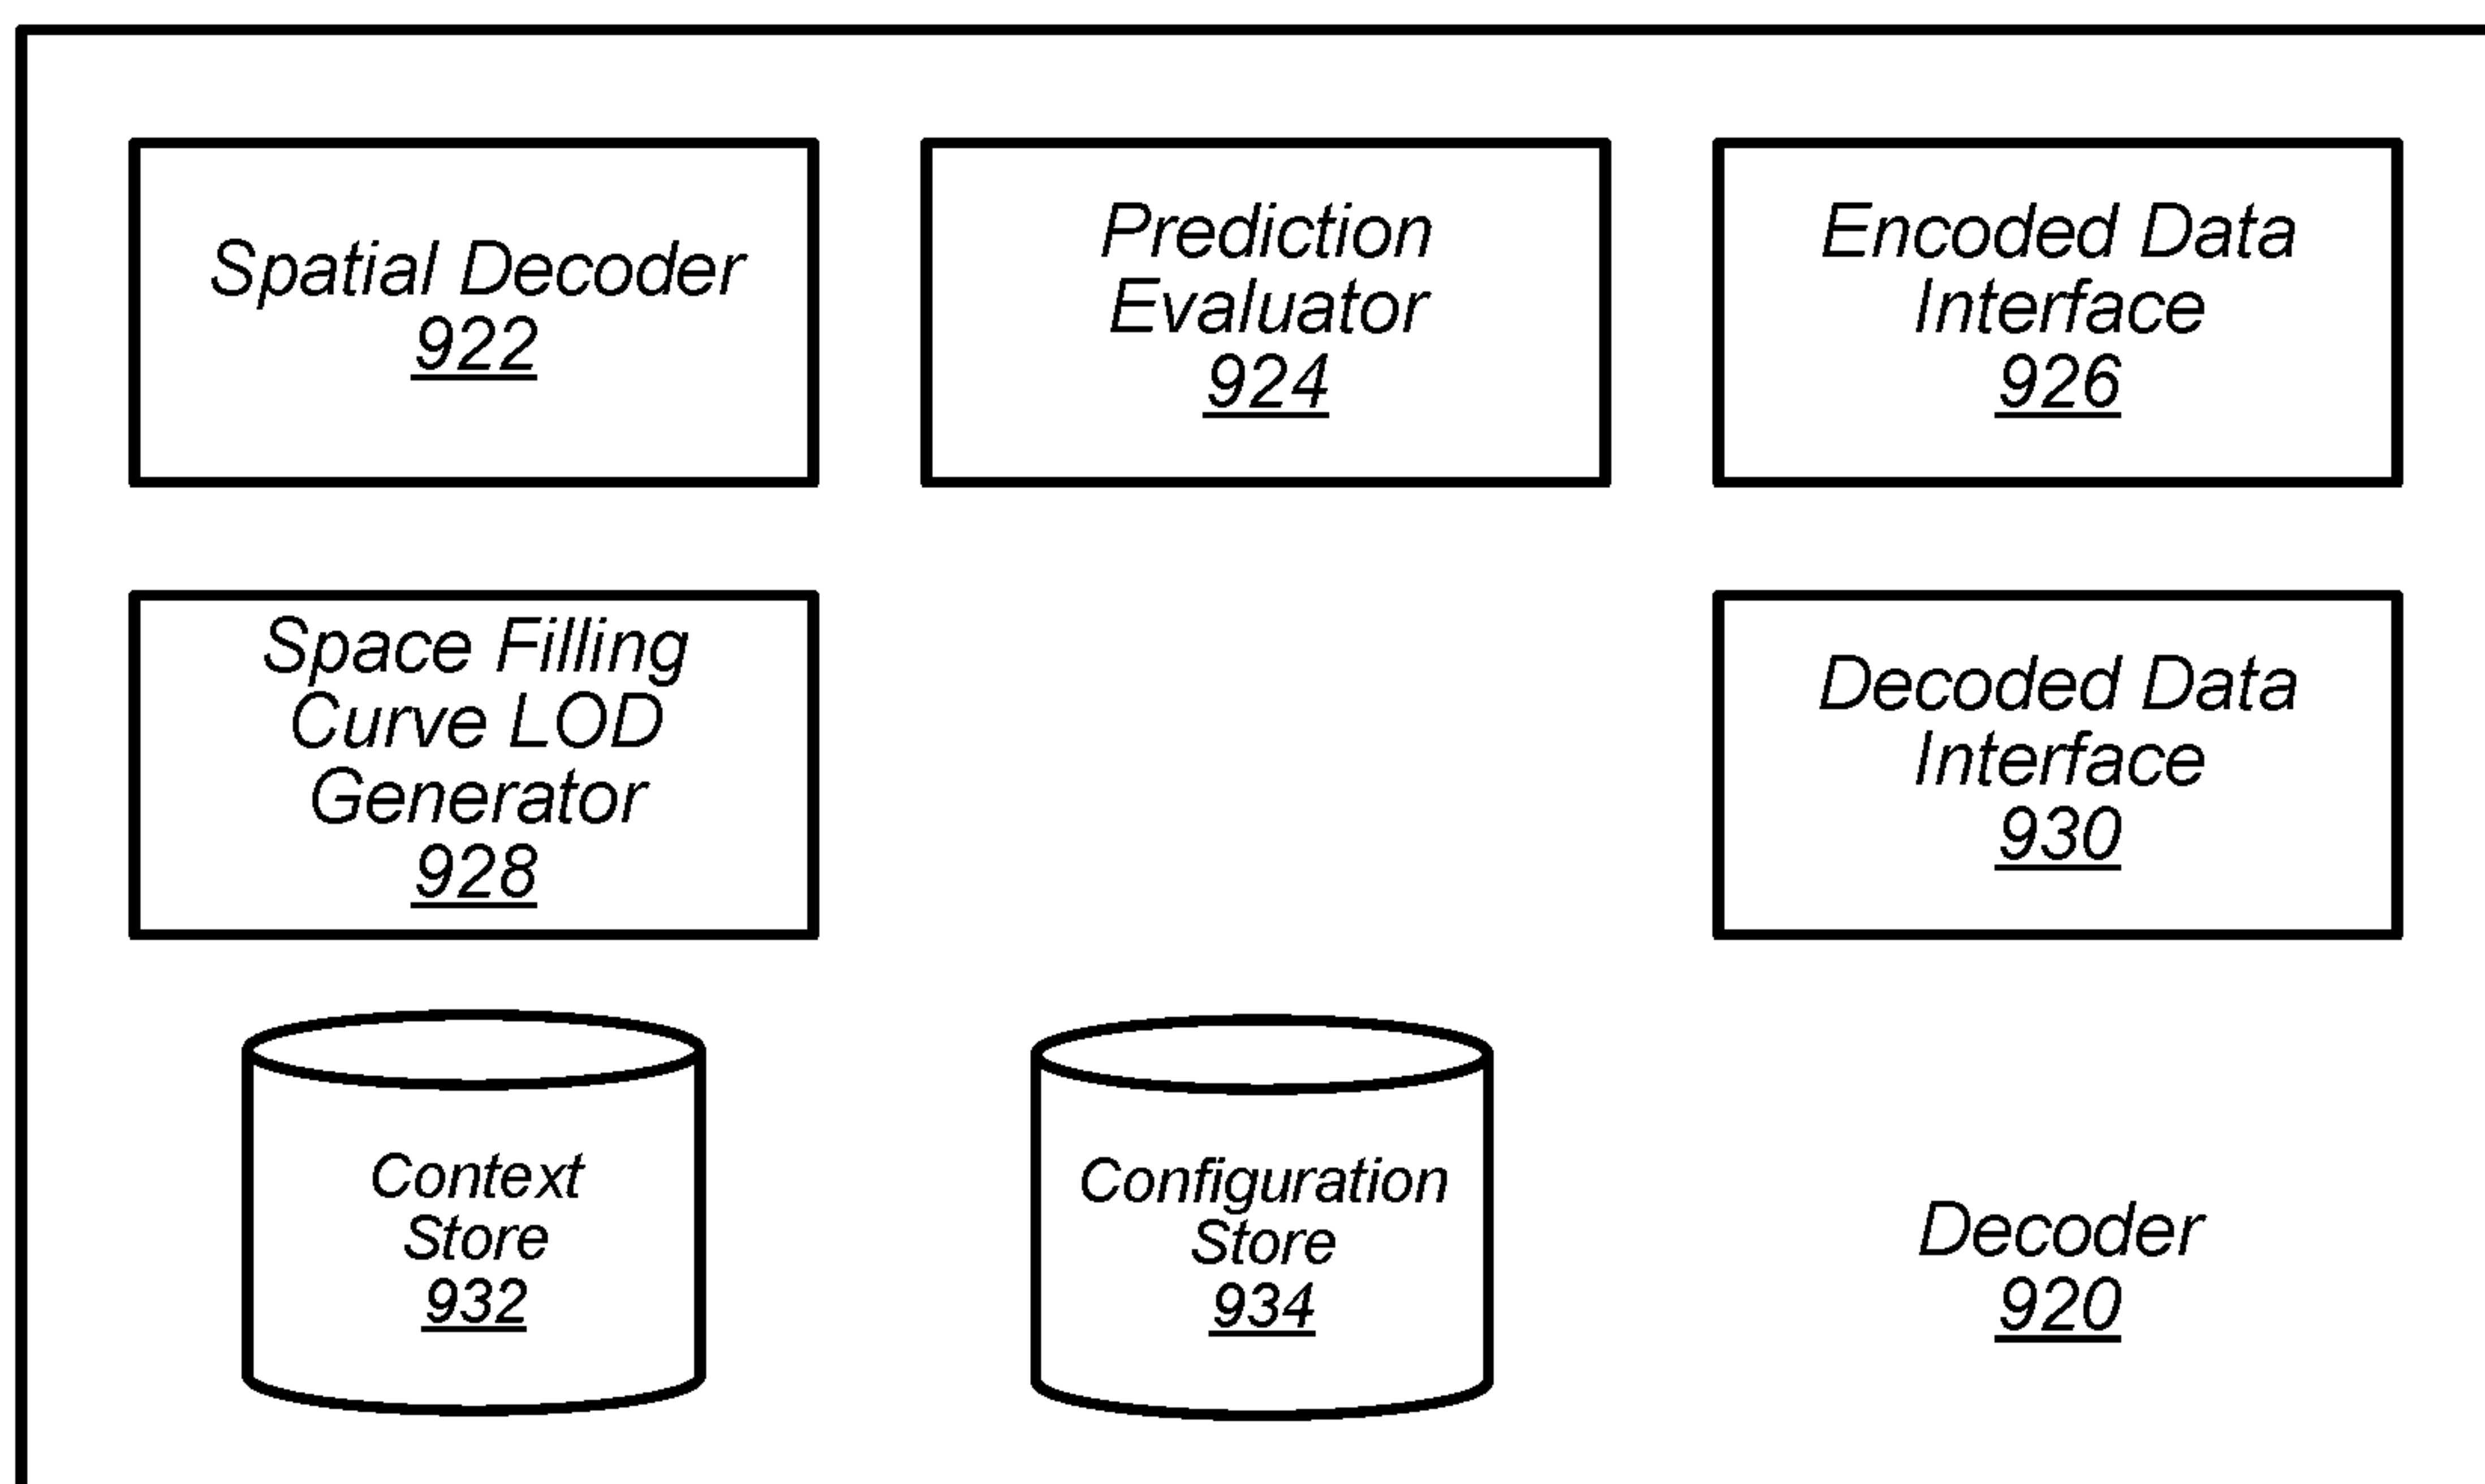 Spatial Decoder
922
Prediction
Evaluator
924
Encoded Data
Interface
926
Space Filling
Curve LOD
Generator
928
Decoded Data
Interface
930
Context
Store
932
Configuration
Store
934
Decoder
920